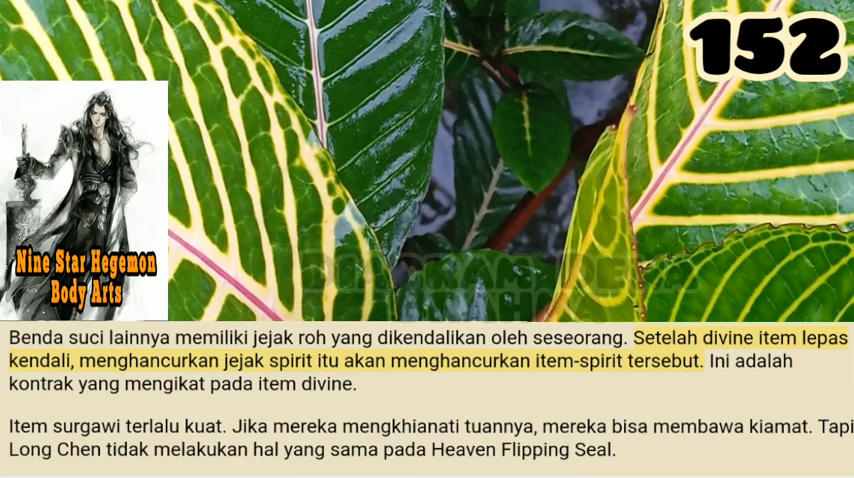 152
Nine Star Hegemon
Body Arts
Benda suci lainnya memiliki jejak roh yang dikendalikan oleh seseorang. Setelah divine item lepas
kendali, menghancurkan jejak spirit itu akan menghancurkan item-spirit tersebut. Ini adalah
kontrak yang mengikat pada item divine.
Item surgawi terlalu kuat. Jika mereka mengkhianati tuannya, mereka bisa membawa kiamat. Tapi
Long Chen tidak melakukan hal yang sama pada Heaven Flipping Seal.